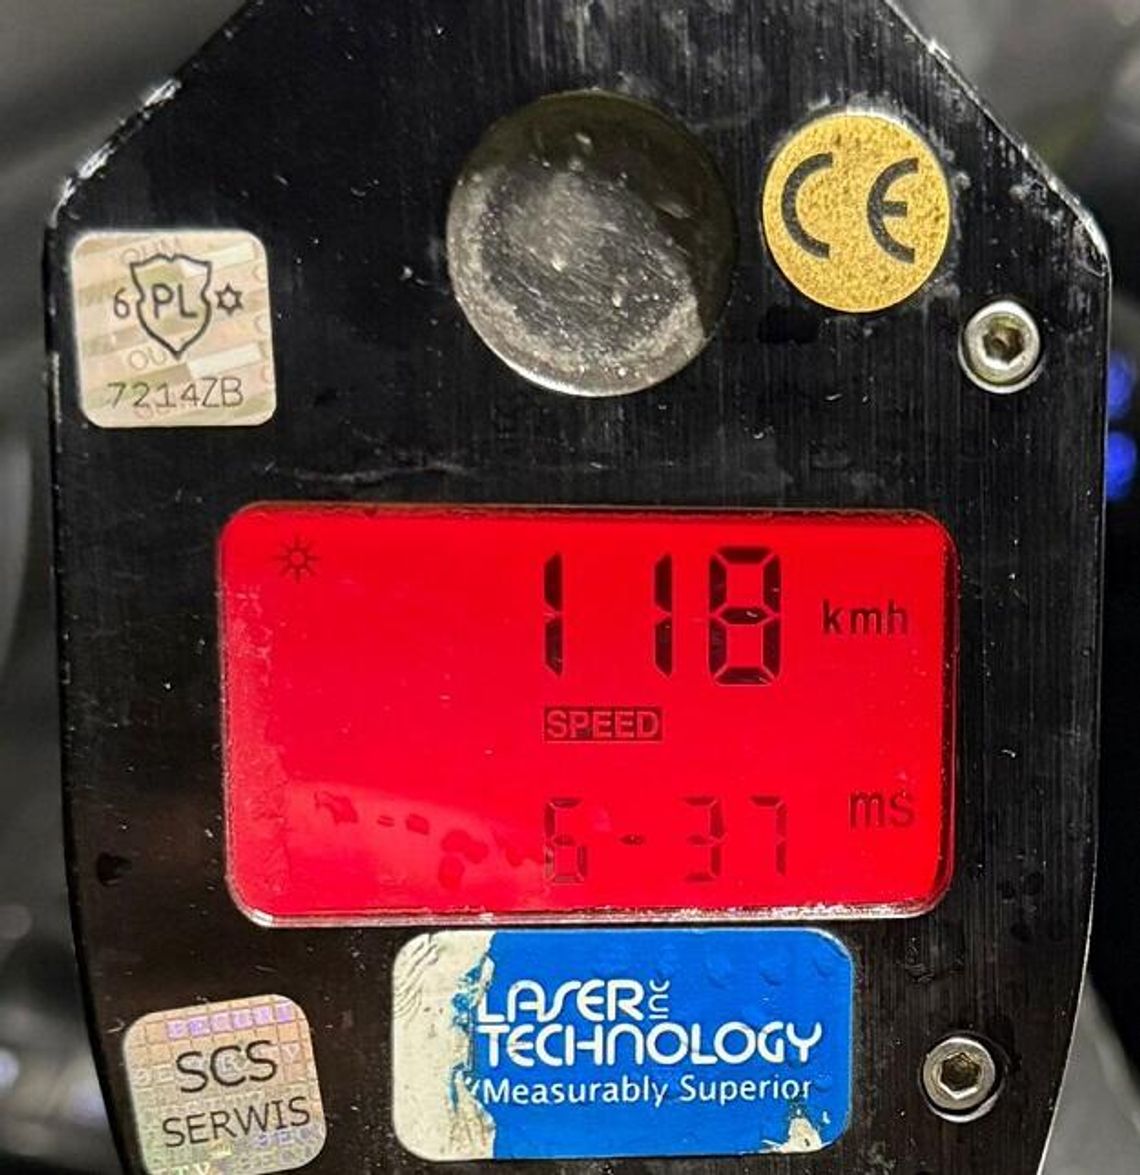 CE
6 PL
7214ZB
118 kmh
SPEED
6-37 ms
LASER INC
TECHNOLOGY
Measurably Superior
SCS
SERWIS